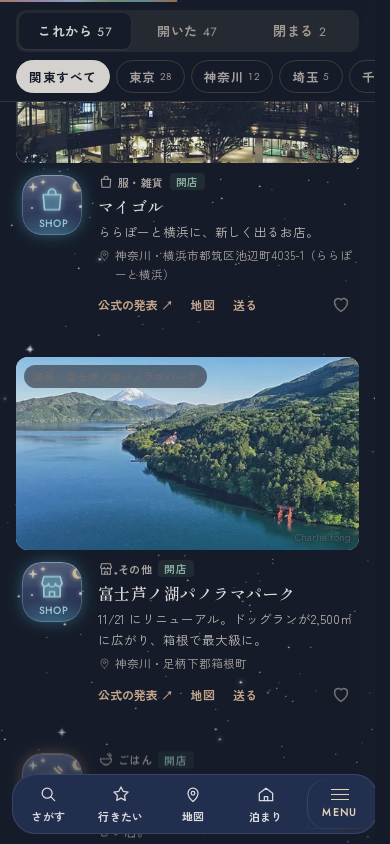 これから 57
開いた 47
閉まる 2
関東すべて
東京 28
神奈川 12
埼玉 5
千
SHOP
服・雑貨
開店
マイゴル
ららぽーと横浜に、新しく出るお店。
神奈川・横浜市都筑区池辺町4035-1（ららぽ
ーと横浜）
公式の発表 ↗
地図
送る
Charlie fong
SHOP
その他
開店
富士芦ノ湖パノラマパーク
11/21 にリニューアル。ドッグランが2,500㎡
に広がり、箱根で最大級に。
神奈川・足柄下郡箱根町
公式の発表 ↗
地図
送る
ごはん
開店
さがす
行きたい
地図
泊まり
MENU